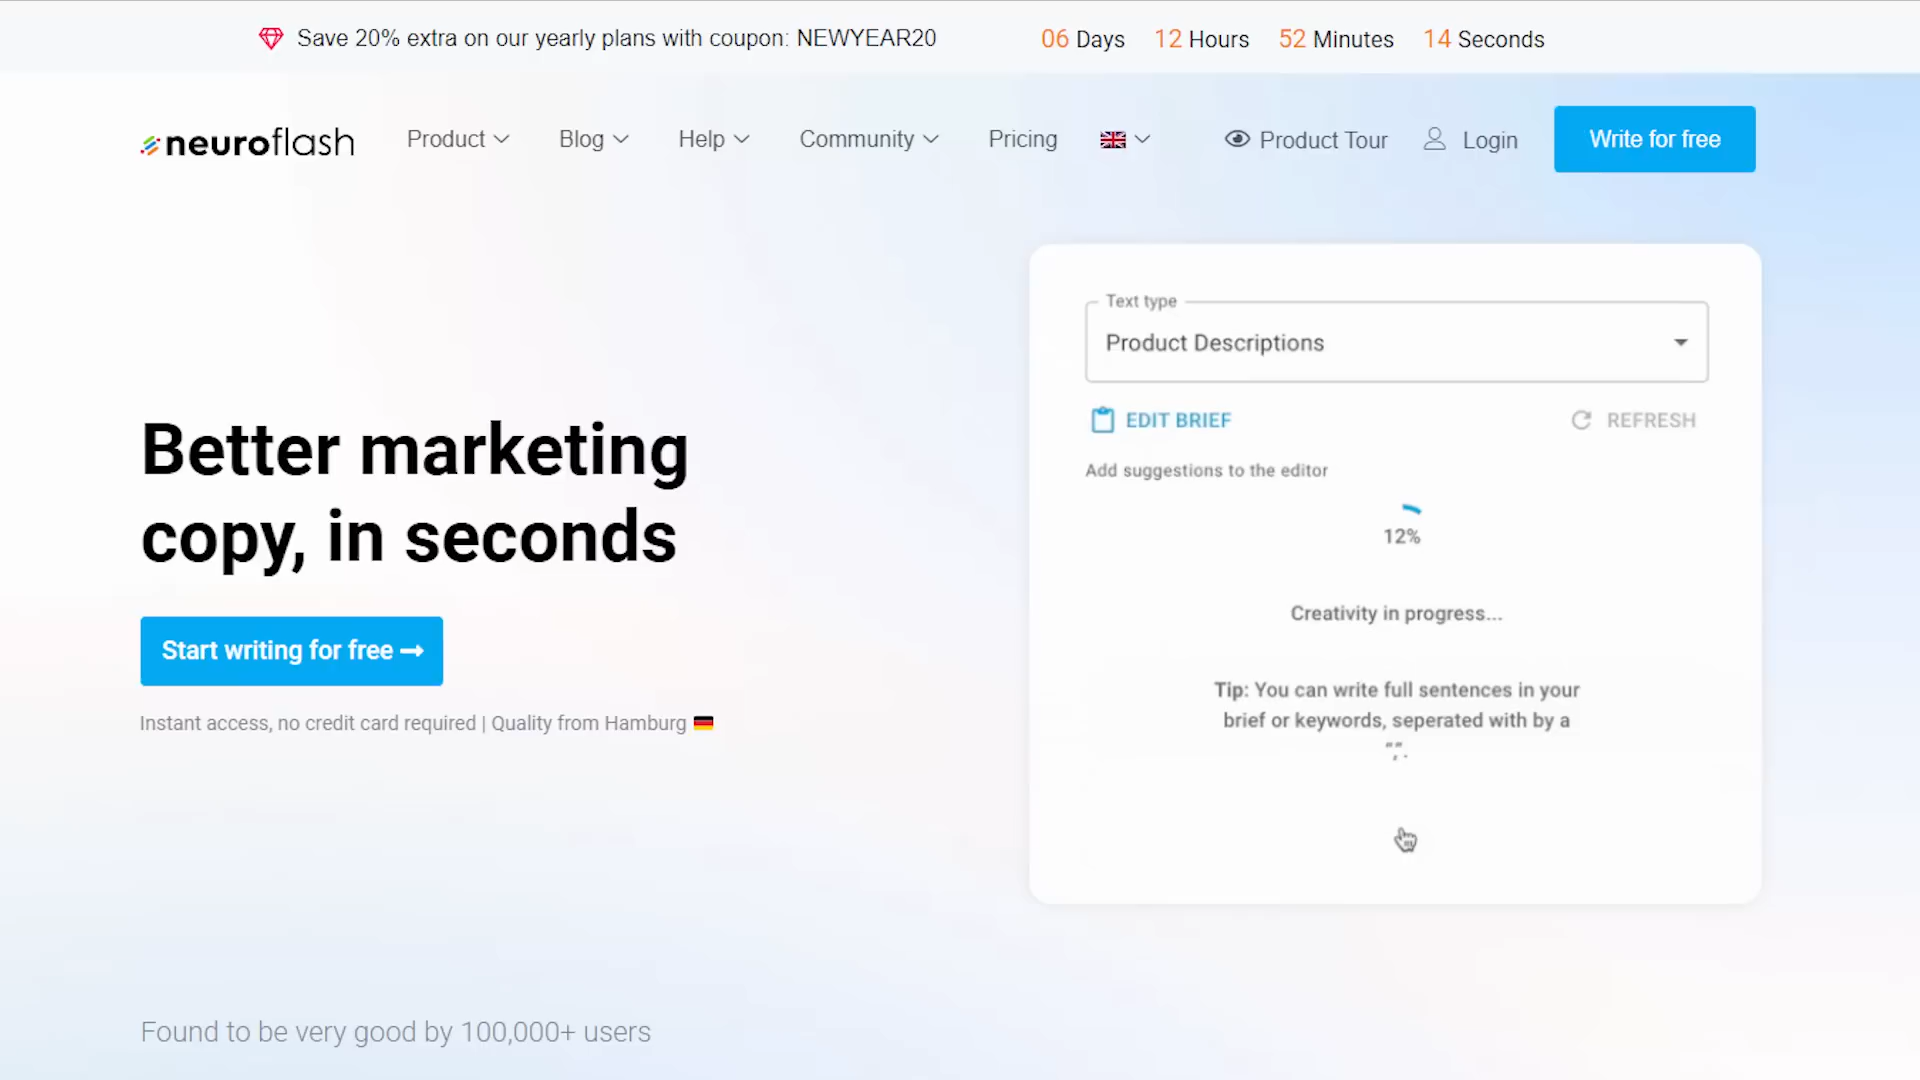 Save 20% extra on our yearly plans with coupon: NEWYEAR20
06 Days 12 Hours 52 Minutes 14 Seconds
neuroflash
Product
Blog
Help
Community
Pricing
Product Tour
Login
Write for free
Better marketing
copy, in seconds
Start writing for free
Instant access, no credit card required | Quality from Hamburg
Text type
Product Descriptions
EDIT BRIEF
REFRESH
Add suggestions to the editor
12%
Creativity in progress...
Tip: You can write full sentences in your
brief or keywords, seperated with by a
“,”.
Found to be very good by 100,000+ users